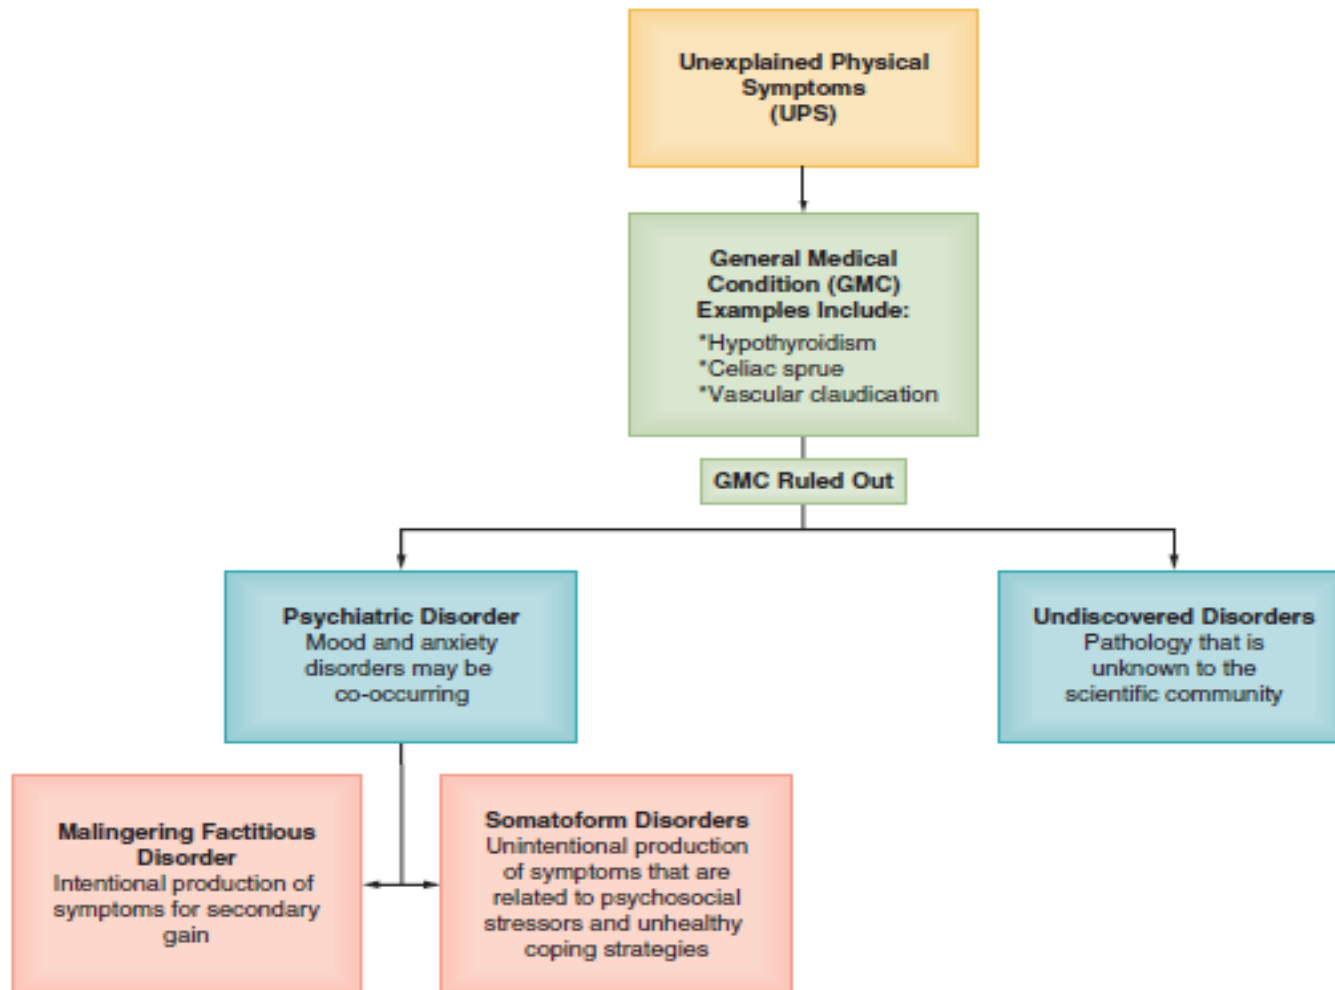 Unexplained Physical
Symptoms
(UPS)
General Medical
Condition (GMC)
Examples Include:
*Hypothyroidism
*Celiac sprue
*Vascular claudication
GMC Ruled Out
Psychiatric Disorder
Mood and anxiety
disorders may be
co-occurring
Undiscovered Disorders
Pathology that is
unknown to the
scientific community
Malingering Factitious
Disorder
Intentional production of
symptoms for secondary
gain
Somatoform Disorders
Unintentional production
of symptoms that are
related to psychosocial
stressors and unhealthy
coping strategies